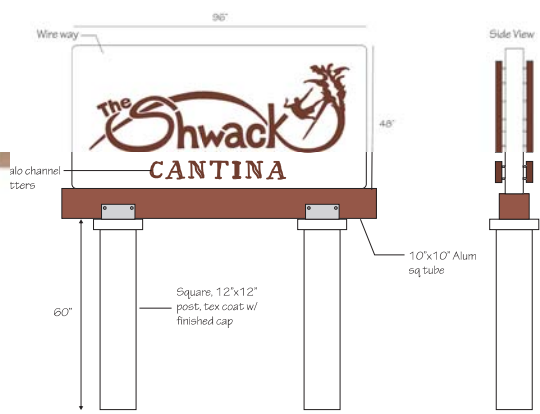 96"
Wire way
Side View
The
Shwack
48"
CANTINA
alo channel
tters
10"x10" Alum
sq tube
Square, 12"x12"
post, tex coat w/
finished cap
60"